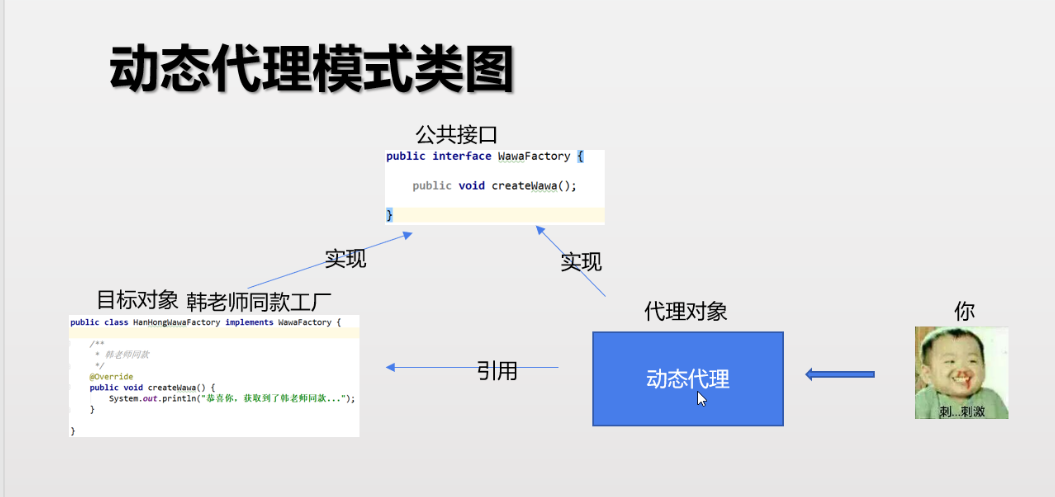 动态代理模式类图
公共接口
public interface WawaFactory {
public void createWawa();
}
实现
实现
目标对象 韩老师同款工厂
public class HanHongWawaFactory implements WawaFactory {
/**
* 韩老师同款
*/
@Override
public void createWawa() {
System.out.println("恭喜你，获取到了韩老师同款...");
}
}
引用
代理对象
动态代理
你
刺...刺激